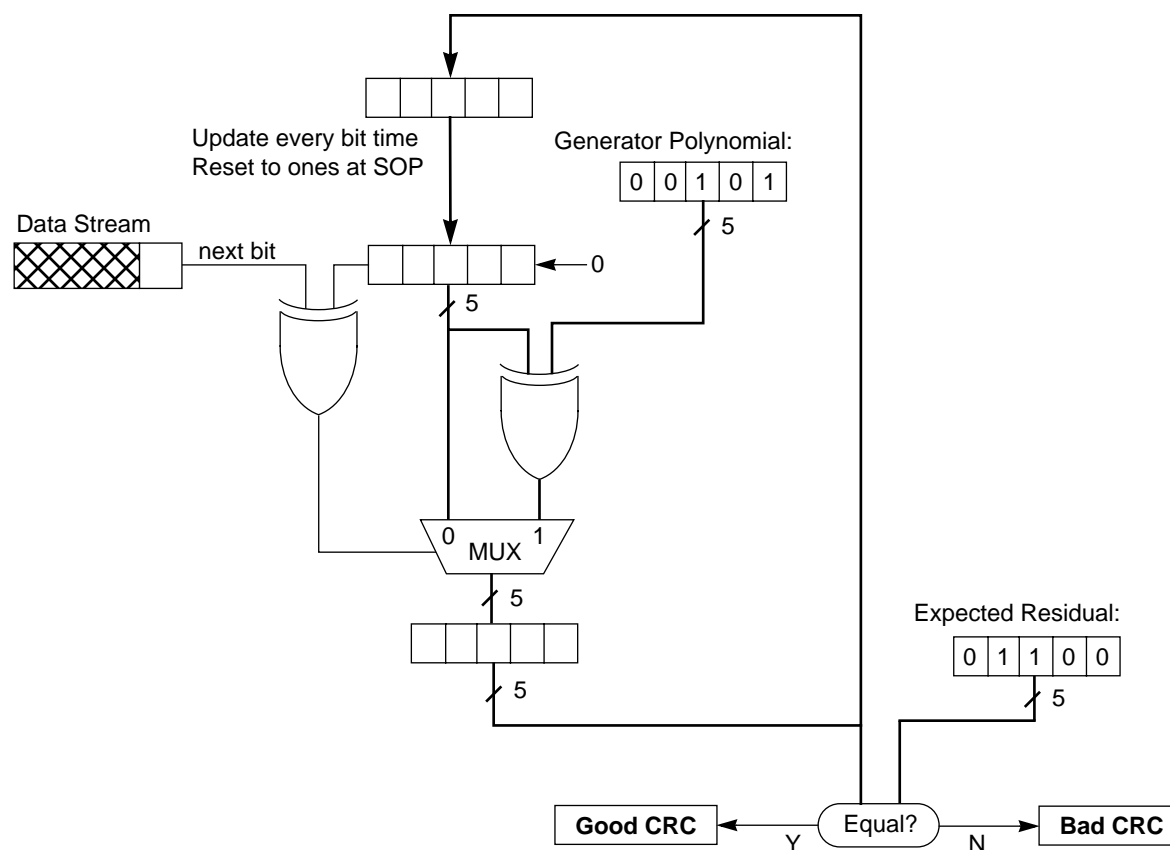 Update every bit time
Reset to ones at SOP
Generator Polynomial:
0 0 1 0 1
5
Data Stream
next bit
0
5
0 1
MUX
5
5
Expected Residual:
0 1 1 0 0
5
Good CRC
Y
Equal?
N
Bad CRC